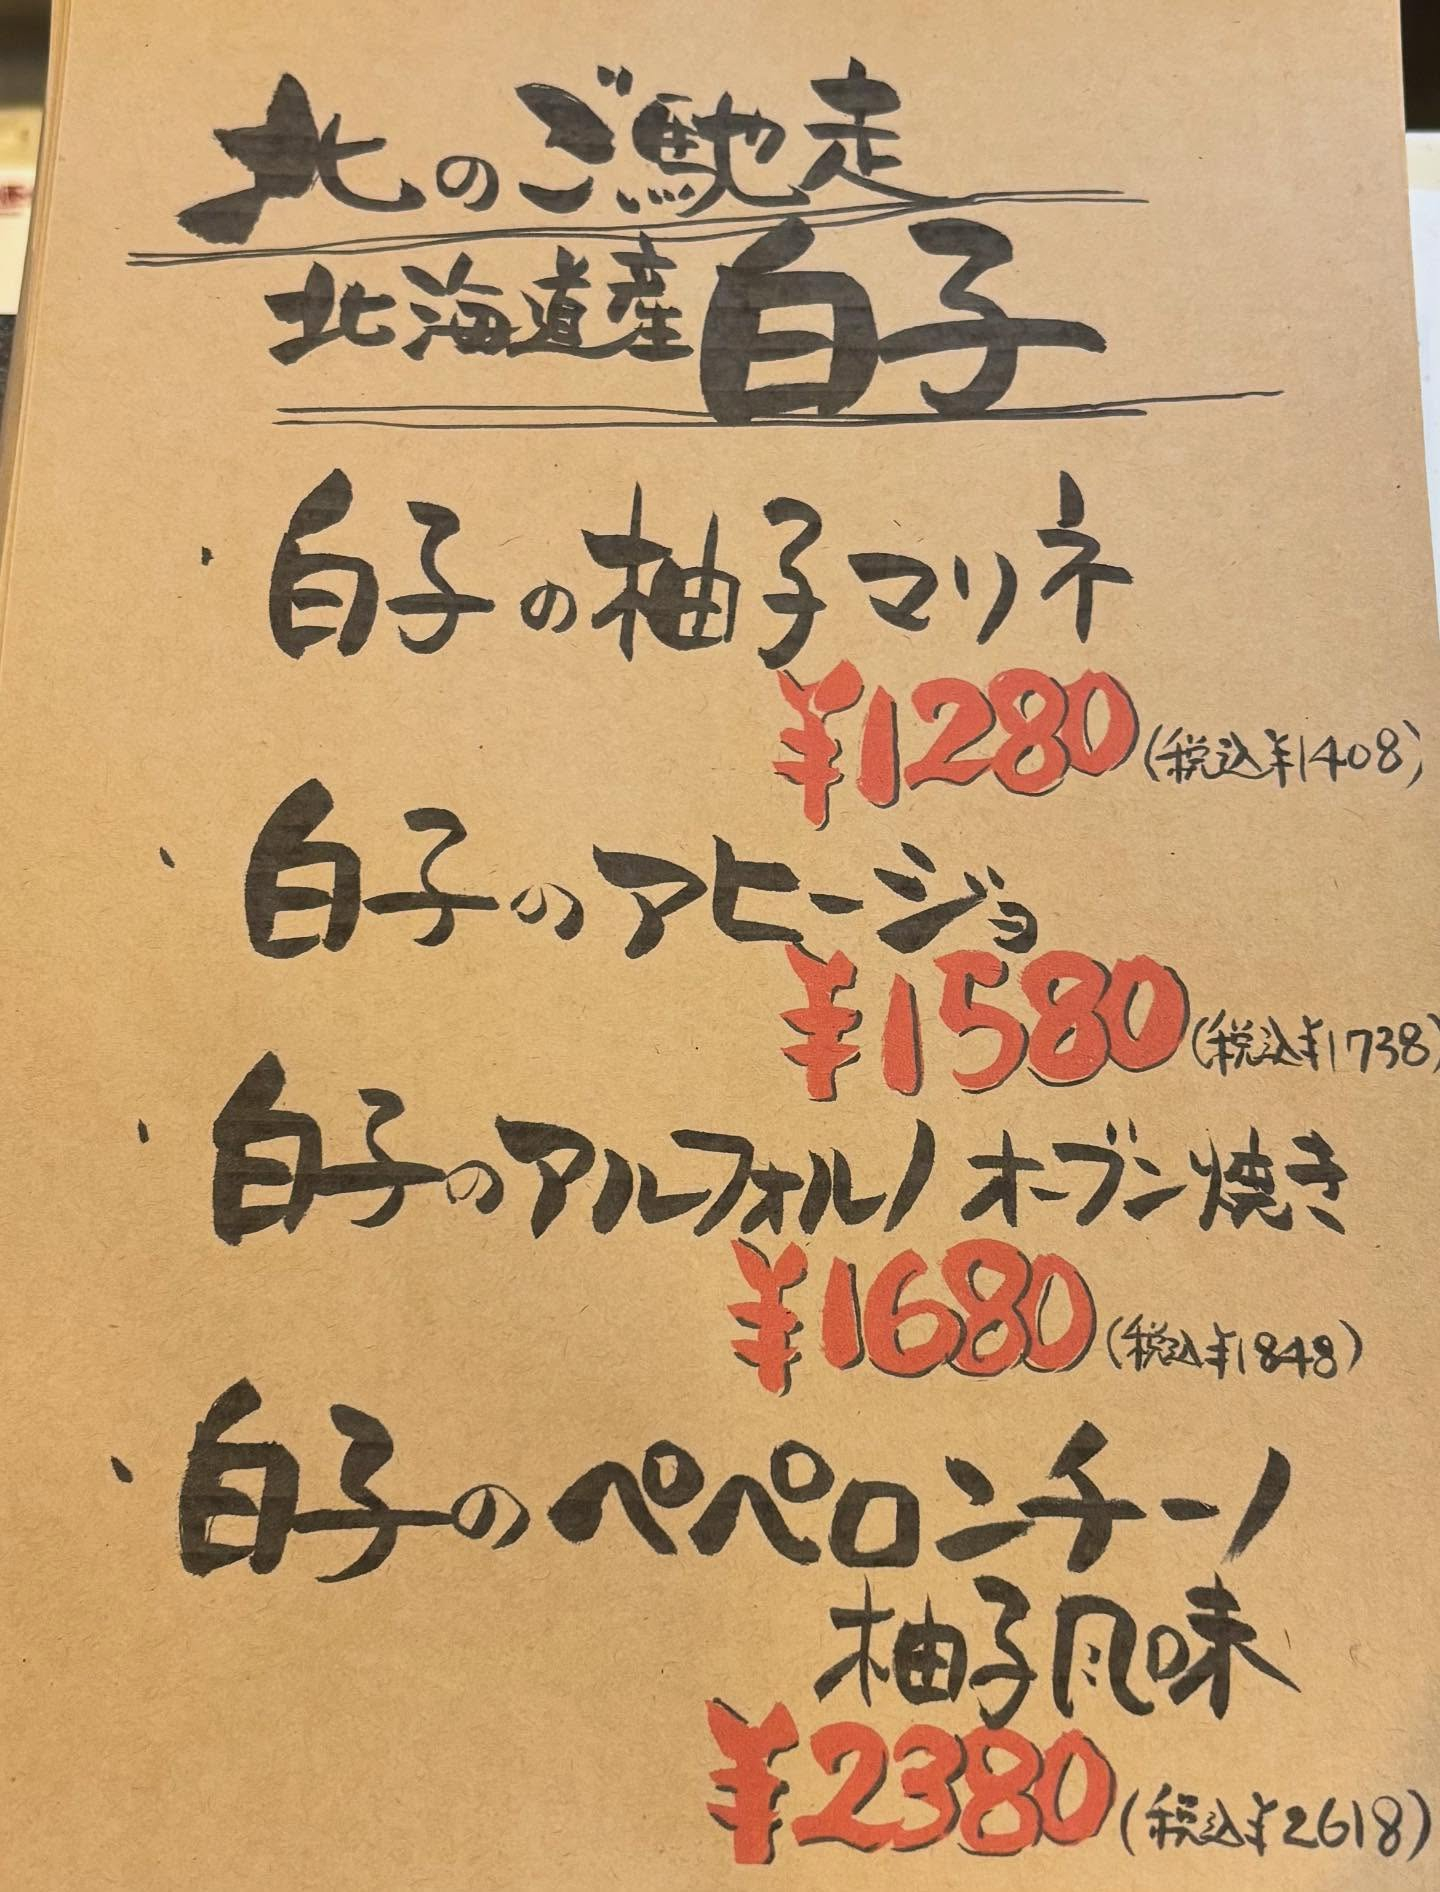 北のご馳走
北海道産白子
・白子の柚子マリネ
¥1280(税込¥1408)
・白子のアヒージョ
¥1580(税込¥1738)
・白子のアルフォルノ オーブン焼き
¥1680(税込¥1848)
・白子のペペロンチーノ
柚子風味
¥2380(税込¥2618)